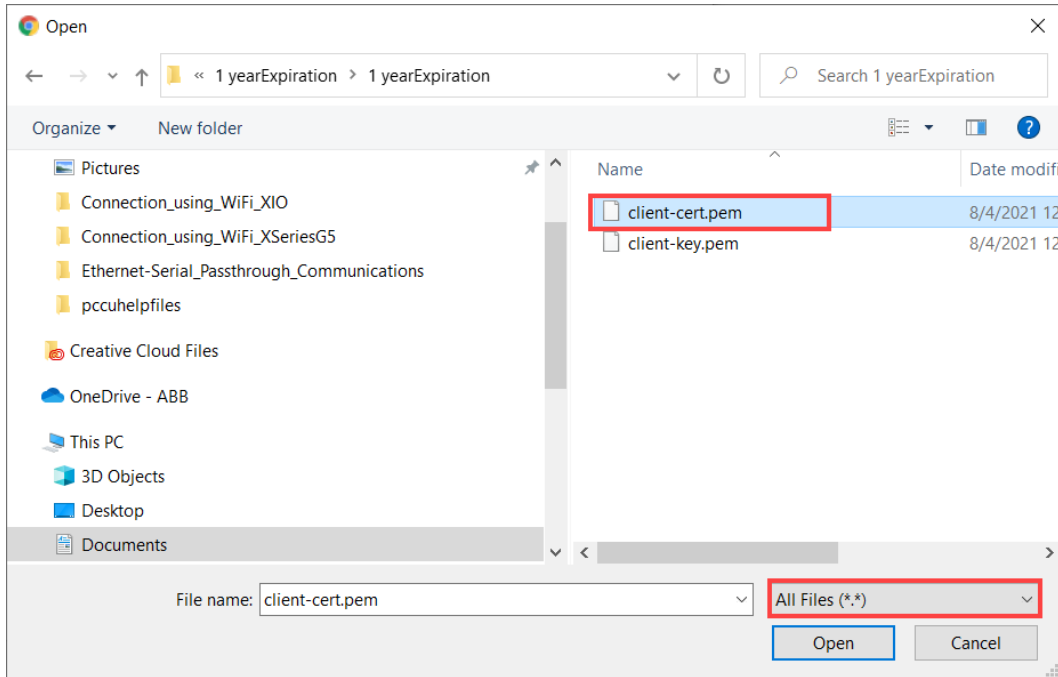 Open
« 1 yearExpiration > 1 yearExpiration
Search 1 yearExpiration
Organize
New folder
Pictures
Connection_using_WiFi_XIO
Connection_using_WiFi_XSeriesG5
Ethernet-Serial_Passthrough_Communications
pccuhelpfiles
Creative Cloud Files
OneDrive - ABB
This PC
3D Objects
Desktop
Documents
Name
Date modifi
client-cert.pem
8/4/2021 12
client-key.pem
8/4/2021 12
File name: client-cert.pem
All Files (*.*)
Open
Cancel